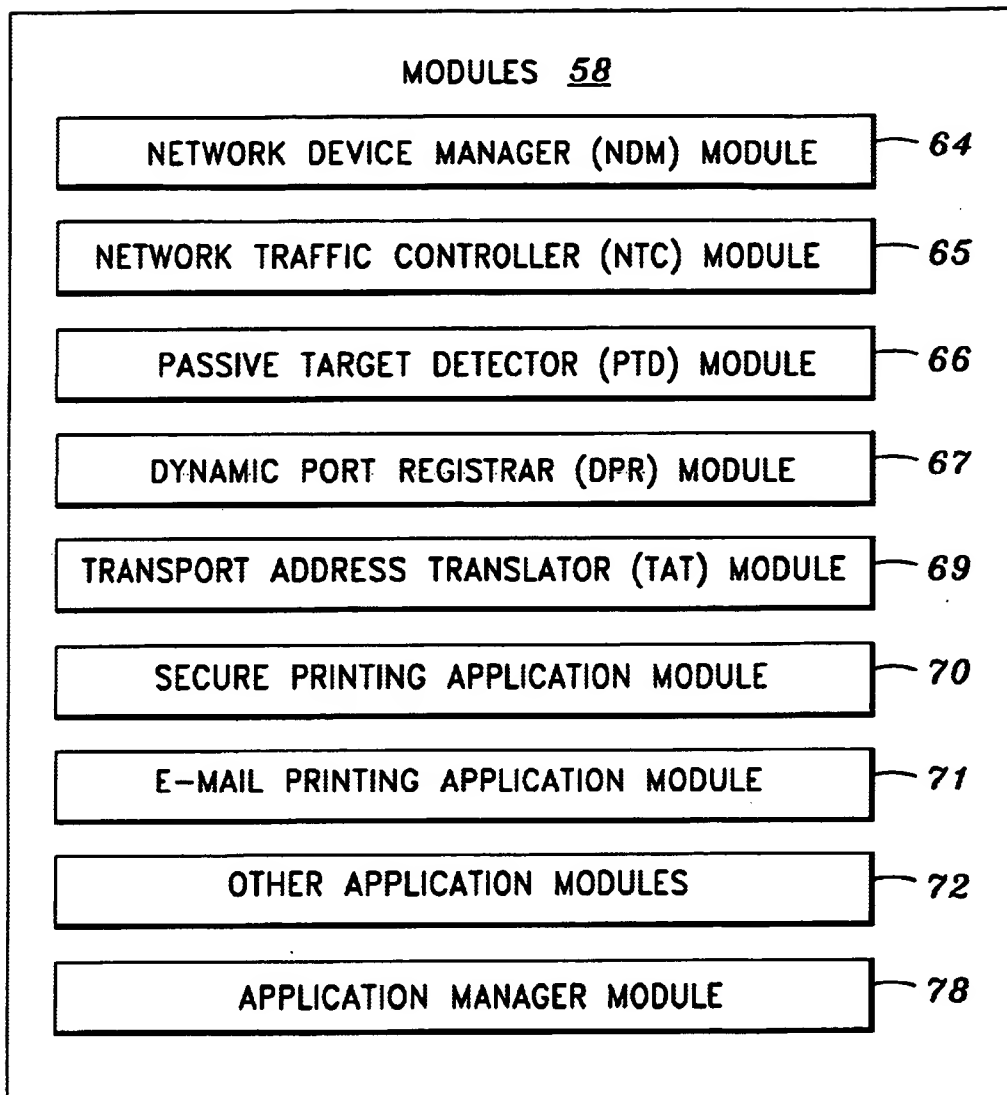 MODULES 58
NETWORK DEVICE MANAGER (NDM) MODULE 64
NETWORK TRAFFIC CONTROLLER (NTC) MODULE 65
PASSIVE TARGET DETECTOR (PTD) MODULE 66
DYNAMIC PORT REGISTRAR (DPR) MODULE 67
TRANSPORT ADDRESS TRANSLATOR (TAT) MODULE 69
SECURE PRINTING APPLICATION MODULE 70
E-MAIL PRINTING APPLICATION MODULE 71
OTHER APPLICATION MODULES 72
APPLICATION MANAGER MODULE 78